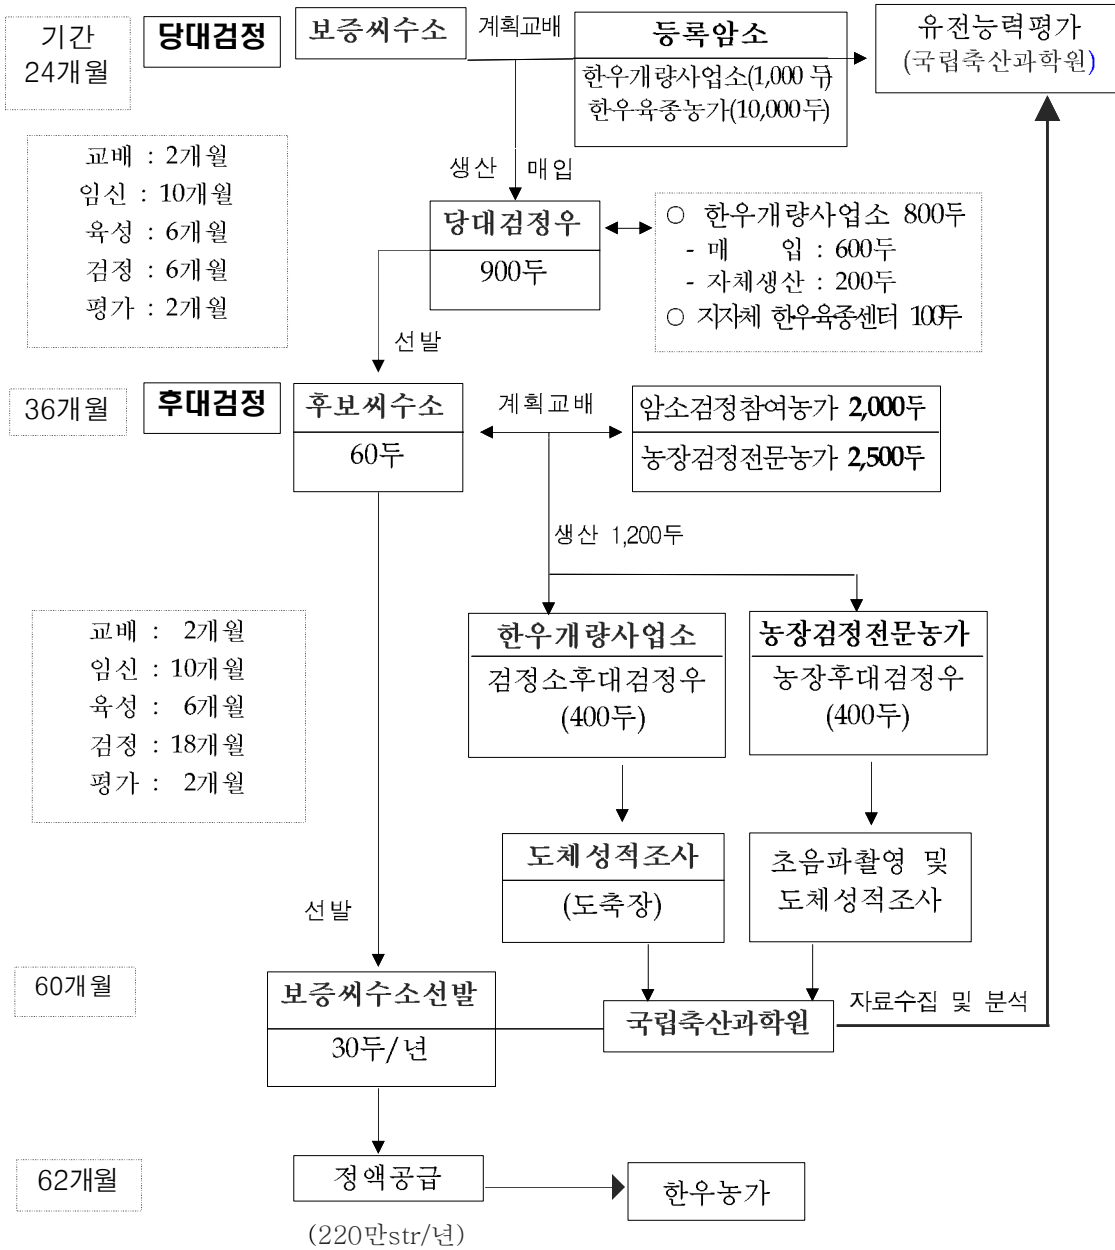 기간
24개월
당대검정
보증씨수소
계획교배
등록암소
한우개량사업소(1,000 두)
한우육종농가(10,000두)
유전능력평가
(국립축산과학원)
교배 : 2개월
임신 : 10개월
육성 : 6개월
검정 : 6개월
평가 : 2개월
생산 매입
당대검정우
900두
○ 한우개량사업소 800두
- 매 입 : 600두
- 자체생산 : 200두
○ 지자체 한우육종센터 100두
선발
36개월
후대검정
후보씨수소
60두
계획교배
암소검정참여농가 2,000두
농장검정전문농가 2,500두
생산 1,200두
교배 : 2개월
임신 : 10개월
육성 : 6개월
검정 : 18개월
평가 : 2개월
한우개량사업소
검정소후대검정우
(400두)
농장검정전문농가
농장후대검정우
(400두)
도체성적조사
(도축장)
초음파촬영 및
도체성적조사
선발
60개월
보증씨수소선발
30두/년
국립축산과학원
자료수집 및 분석
62개월
정액공급
(220만str/년)
한우농가